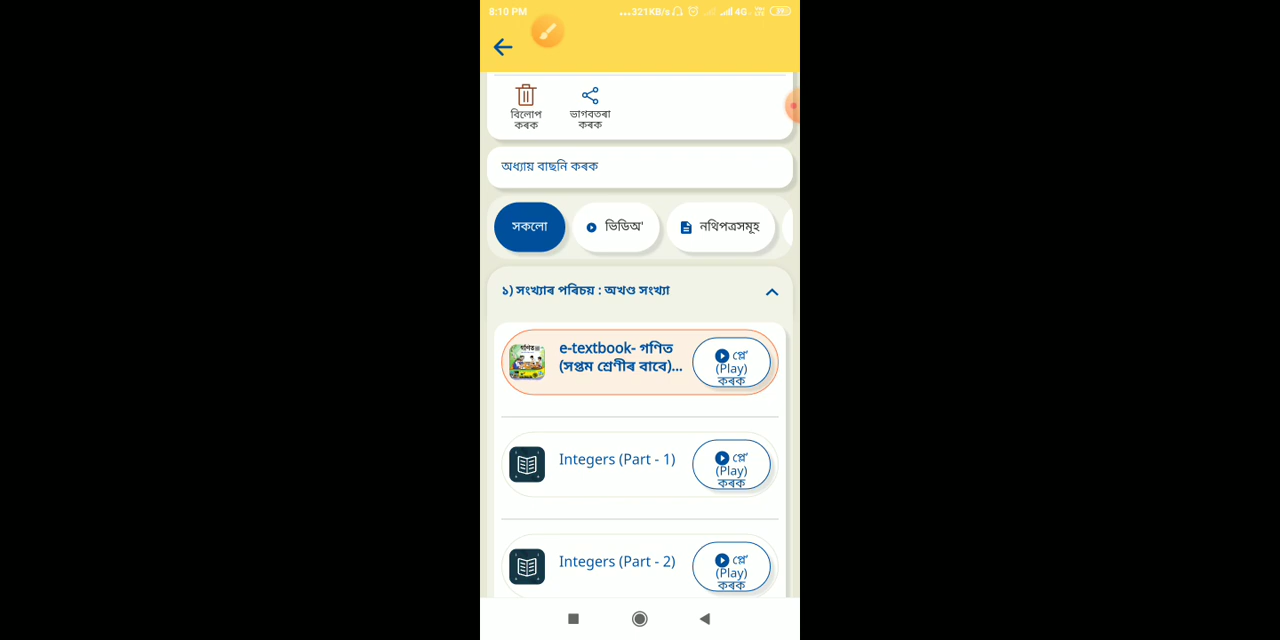 8:10 PM
...321KB/s
4G
বিলোপ
কৰক
ভাগবতৰা
কৰক
অধ্যায় বাছনি কৰক
সকলো
ভিডিঅ'
নথিপত্ৰসমূহ
১) সংখ্যাৰ পৰিচয় : অখণ্ড সংখ্যা
e-textbook- গণিত
(সপ্তম শ্ৰেণীৰ বাবে)...
প্লে'
(Play)
কৰক
Integers (Part - 1)
প্লে'
(Play)
কৰক
Integers (Part - 2)
প্লে'
(Play)
কৰক